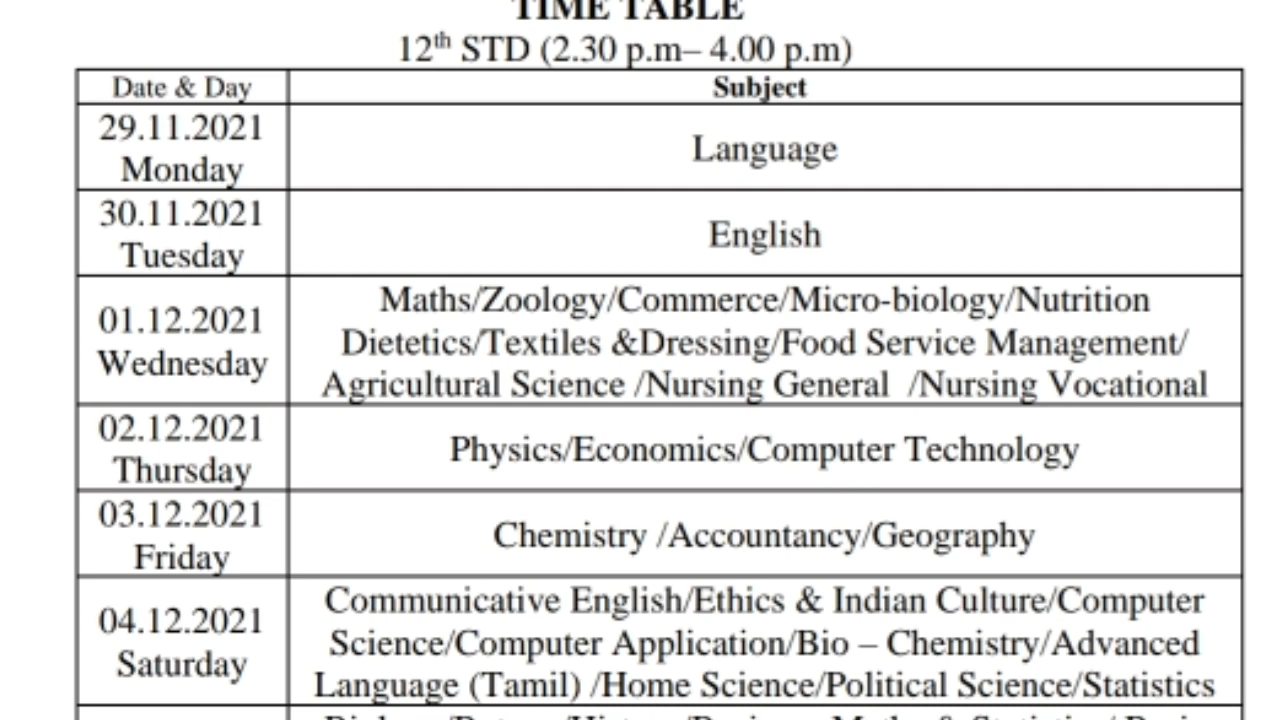 TIME TABLE
12th STD (2.30 p.m– 4.00 p.m)
Date & Day
Subject
29.11.2021
Monday
Language
30.11.2021
Tuesday
English
01.12.2021
Wednesday
Maths/Zoology/Commerce/Micro-biology/Nutrition
Dietetics/Textiles &Dressing/Food Service Management/
Agricultural Science /Nursing General  /Nursing Vocational
02.12.2021
Thursday
Physics/Economics/Computer Technology
03.12.2021
Friday
Chemistry /Accountancy/Geography
04.12.2021
Saturday
Communicative English/Ethics & Indian Culture/Computer
Science/Computer Application/Bio – Chemistry/Advanced
Language (Tamil) /Home Science/Political Science/Statistics